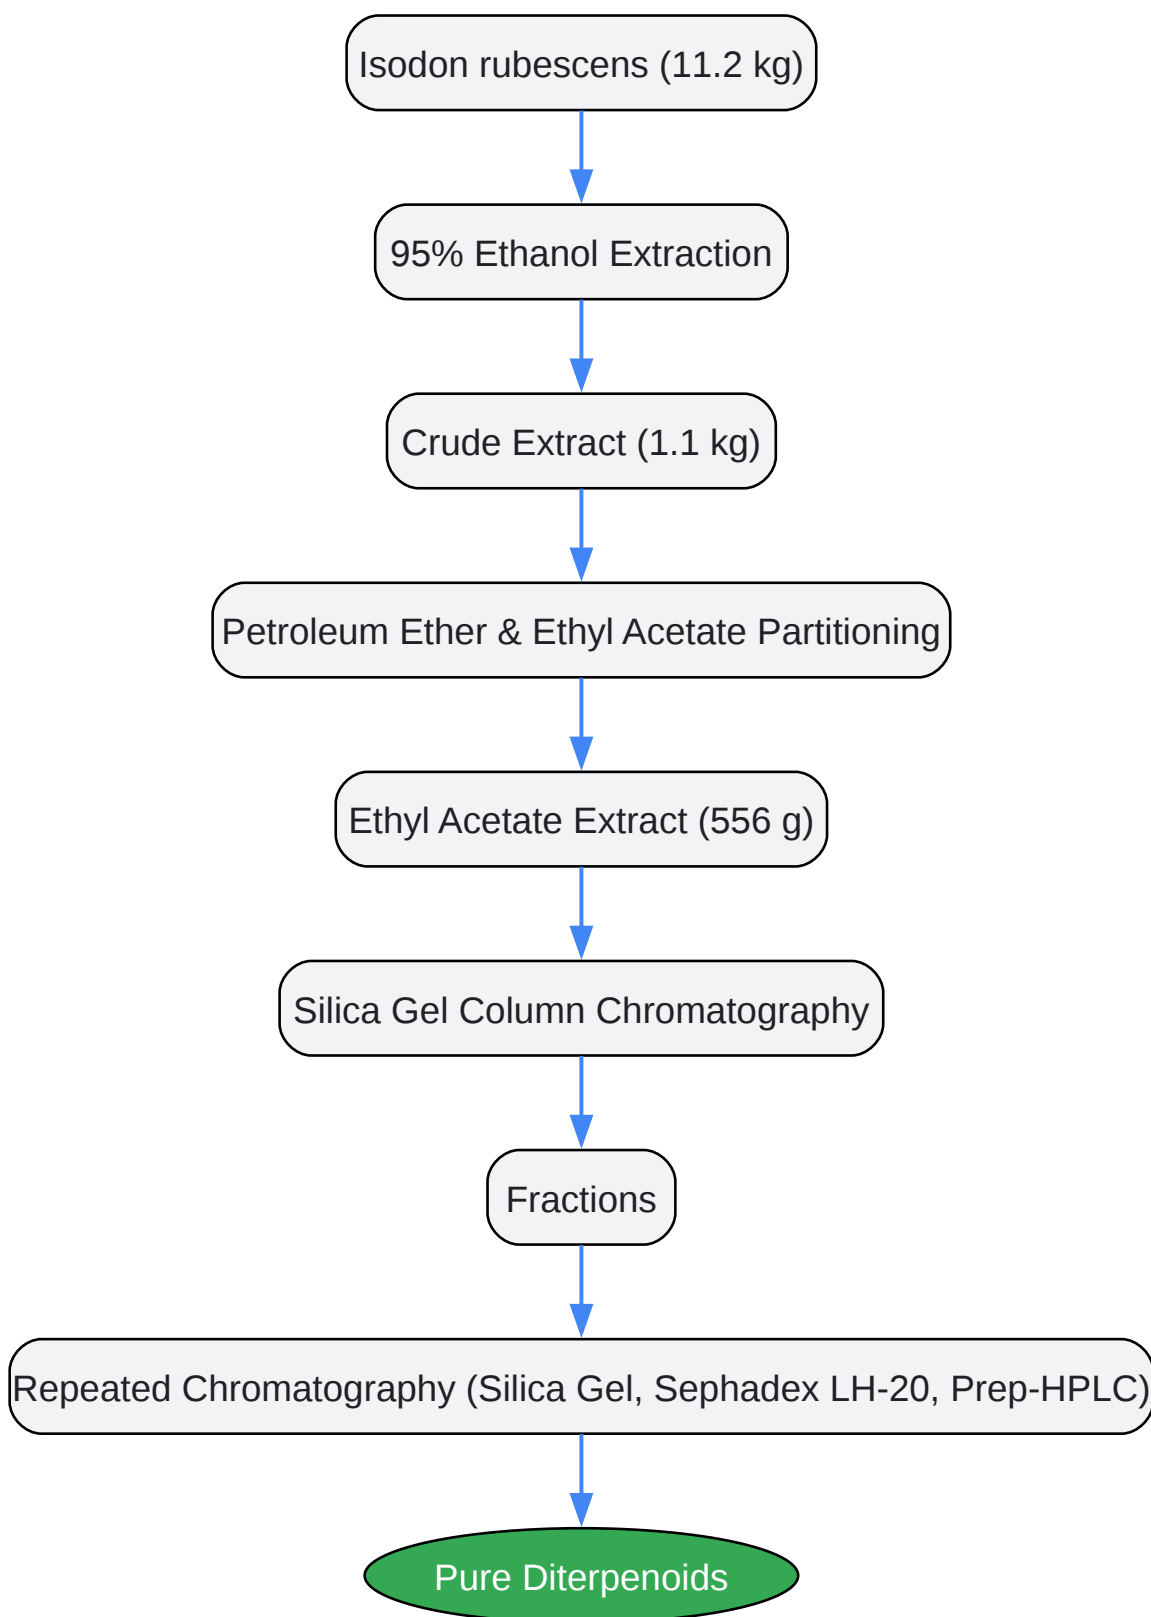 Isodon rubescens (11.2 kg)
95% Ethanol Extraction
Crude Extract (1.1 kg)
Petroleum Ether & Ethyl Acetate Partitioning
Ethyl Acetate Extract (556 g)
Silica Gel Column Chromatography
Fractions
Repeated Chromatography (Silica Gel, Sephadex LH-20, Prep-HPLC)
Pure Diterpenoids